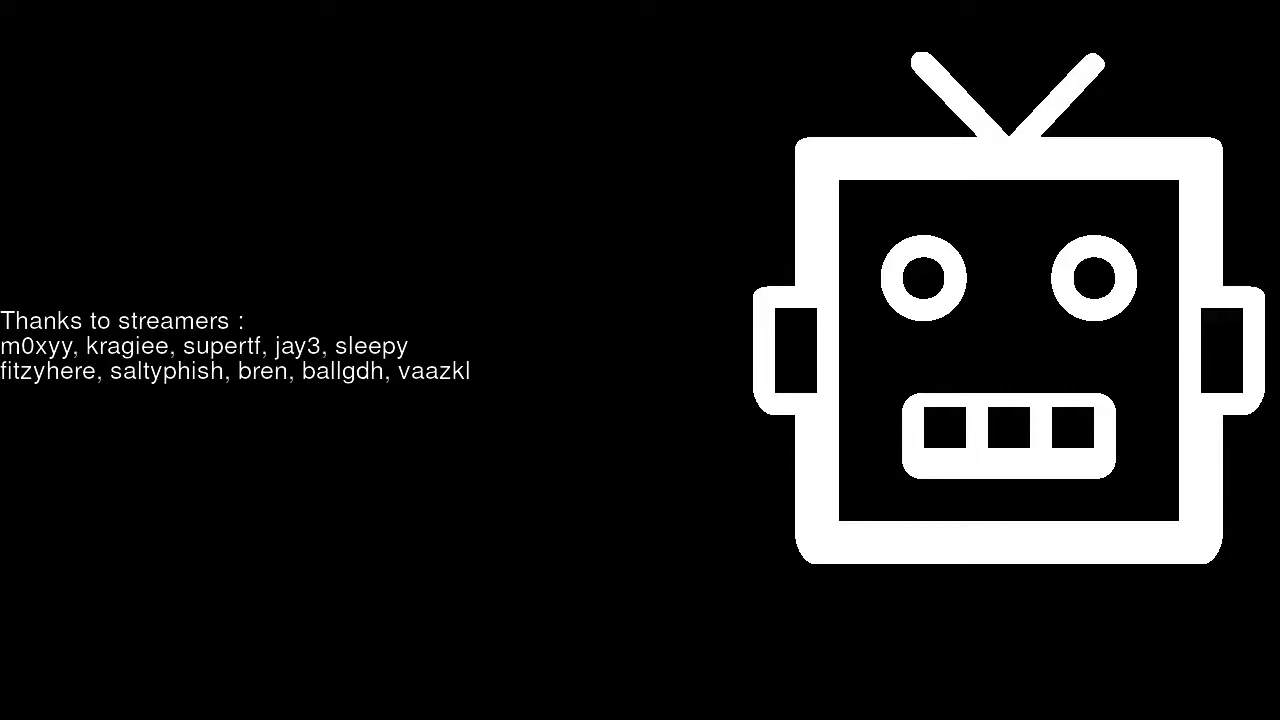 Thanks to streamers :
m0xyy, kragiee, supertf, jay3, sleepy
fitzyhere, saltyphish, bren, ballgdh, vaazkl